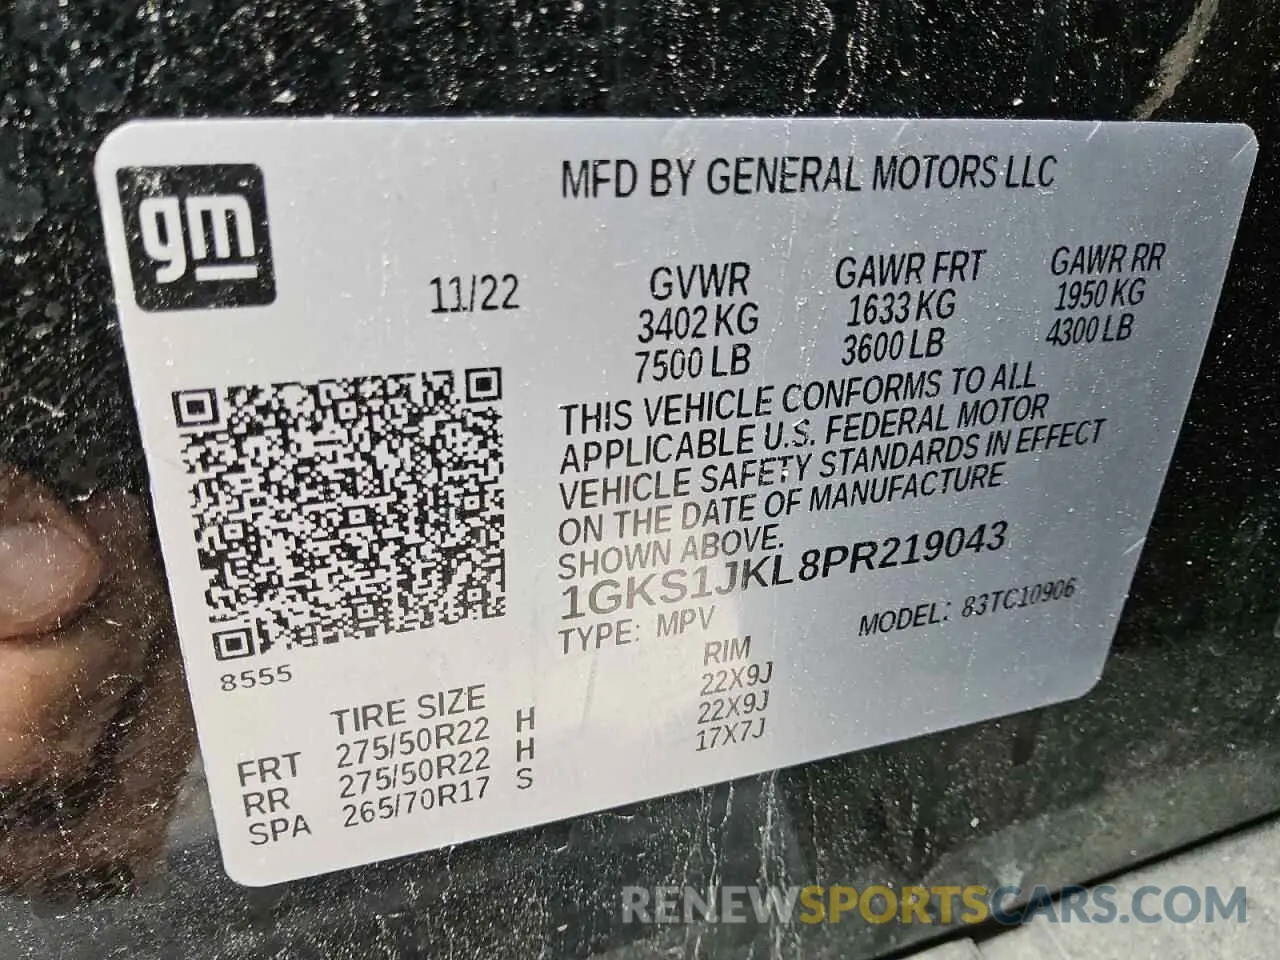 gm
MFD BY GENERAL MOTORS LLC
11/22
GVWR GAWR FRT GAWR RR
3402 KG 1633 KG 1950 KG
7500 LB 3600 LB 4300 LB
THIS VEHICLE CONFORMS TO ALL
APPLICABLE U.S. FEDERAL MOTOR
VEHICLE SAFETY STANDARDS IN EFFECT
ON THE DATE OF MANUFACTURE
SHOWN ABOVE.
1GKS1JKL8PR219043
TYPE: MPV MODEL: 83TC10906
8555
TIRE SIZE RIM
FRT 275/50R22 H 22X9J
RR 275/50R22 H 22X9J
SPA 265/70R17 S 17X7J
RENEWSPORTSCARS.COM